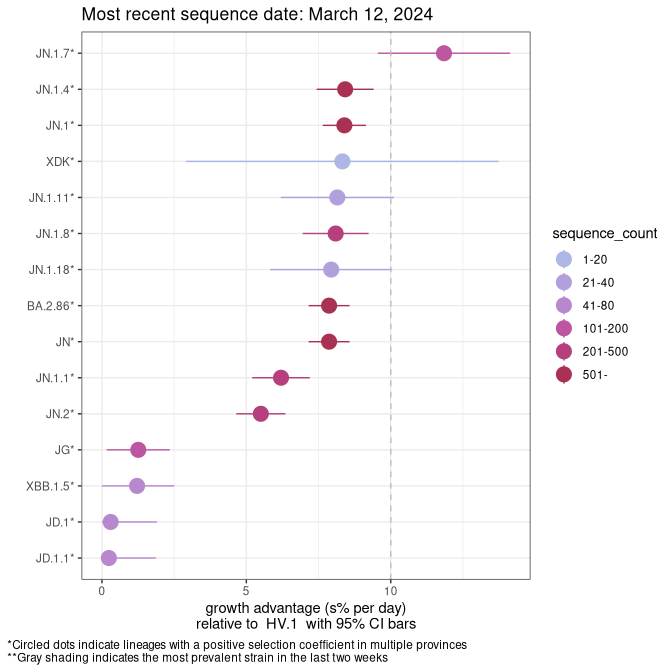 Most recent sequence date: March 12, 2024
JN.1.7*
JN.1.4*
JN.1*
XDK*
JN.1.11*
JN.1.8*
JN.1.18*
BA.2.86*
JN*
JN.1.1*
JN.2*
JG*
XBB.1.5*
JD.1*
JD.1.1*
0 5 10
growth advantage (s% per day)
relative to HV.1 with 95% CI bars
sequence_count
1-20
21-40
41-80
101-200
201-500
501-
*Circled dots indicate lineages with a positive selection coefficient in multiple provinces
**Gray shading indicates the most prevalent strain in the last two weeks